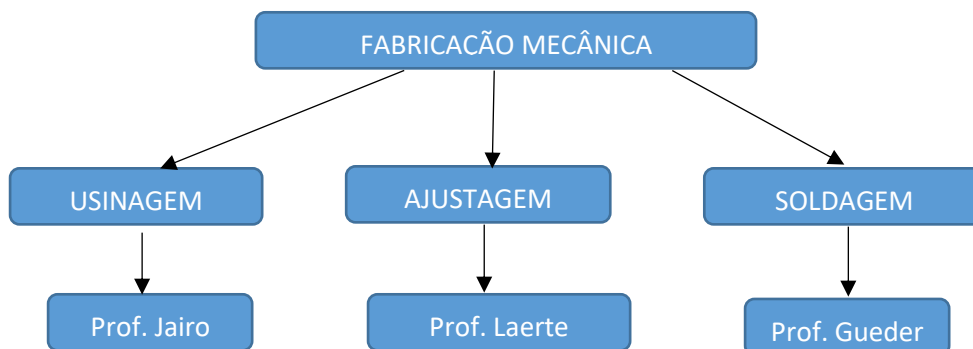 FABRICACÃO MECÂNICA
USINAGEM
AJUSTAGEM
SOLDAGEM
Prof. Jairo
Prof. Laerte
Prof. Gueder